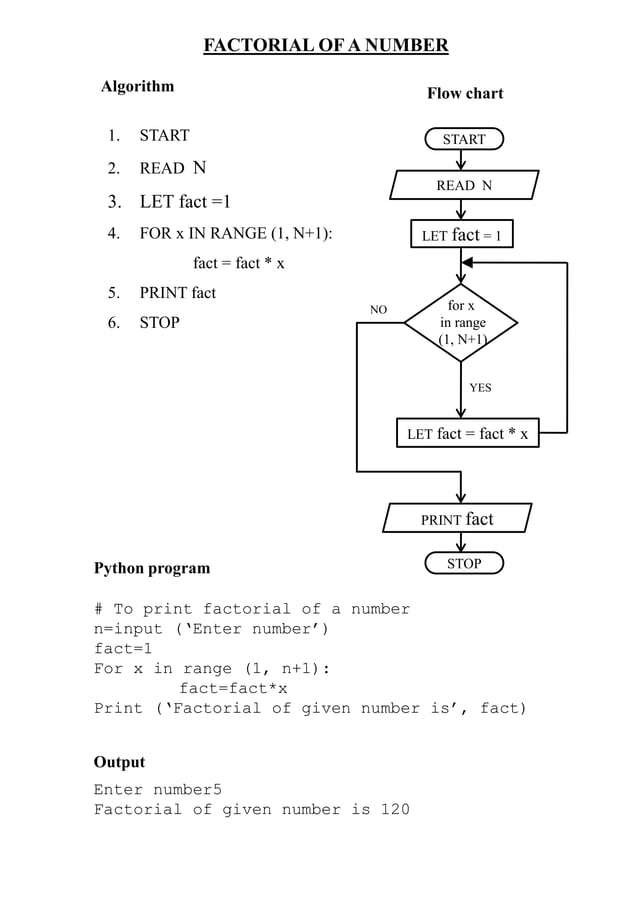 FACTORIAL OF A NUMBER
Algorithm
1. START
2. READ N
3. LET fact =1
4. FOR x IN RANGE (1, N+1):
fact = fact * x
5. PRINT fact
6. STOP
Flow chart
START
READ N
LET fact = 1
for x
in range
(1, N+1)
NO
YES
LET fact = fact * x
PRINT fact
STOP
Python program
# To print factorial of a number
n=input (‘Enter number’)
fact=1
For x in range (1, n+1):
fact=fact*x
Print (‘Factorial of given number is’, fact)
Output
Enter number5
Factorial of given number is 120